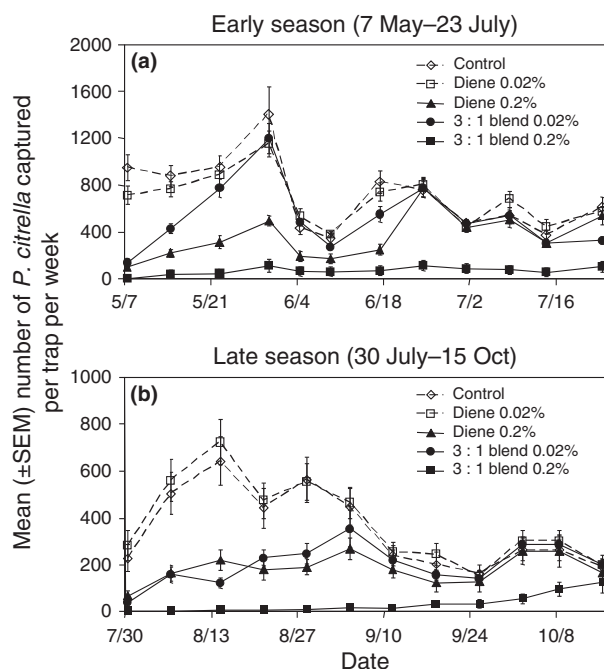 Early season (7 May–23 July)
(a)
Control
Diene 0.02%
Diene 0.2%
3 : 1 blend 0.02%
3 : 1 blend 0.2%
2000
1600
1200
800
400
0
5/7 5/21 6/4 6/18 7/2 7/16
Mean (±SEM) number of P. citrella captured
per trap per week
Late season (30 July–15 Oct)
(b)
Control
Diene 0.02%
Diene 0.2%
3 : 1 blend 0.02%
3 : 1 blend 0.2%
1000
800
600
400
200
0
7/30 8/13 8/27 9/10 9/24 10/8
Date